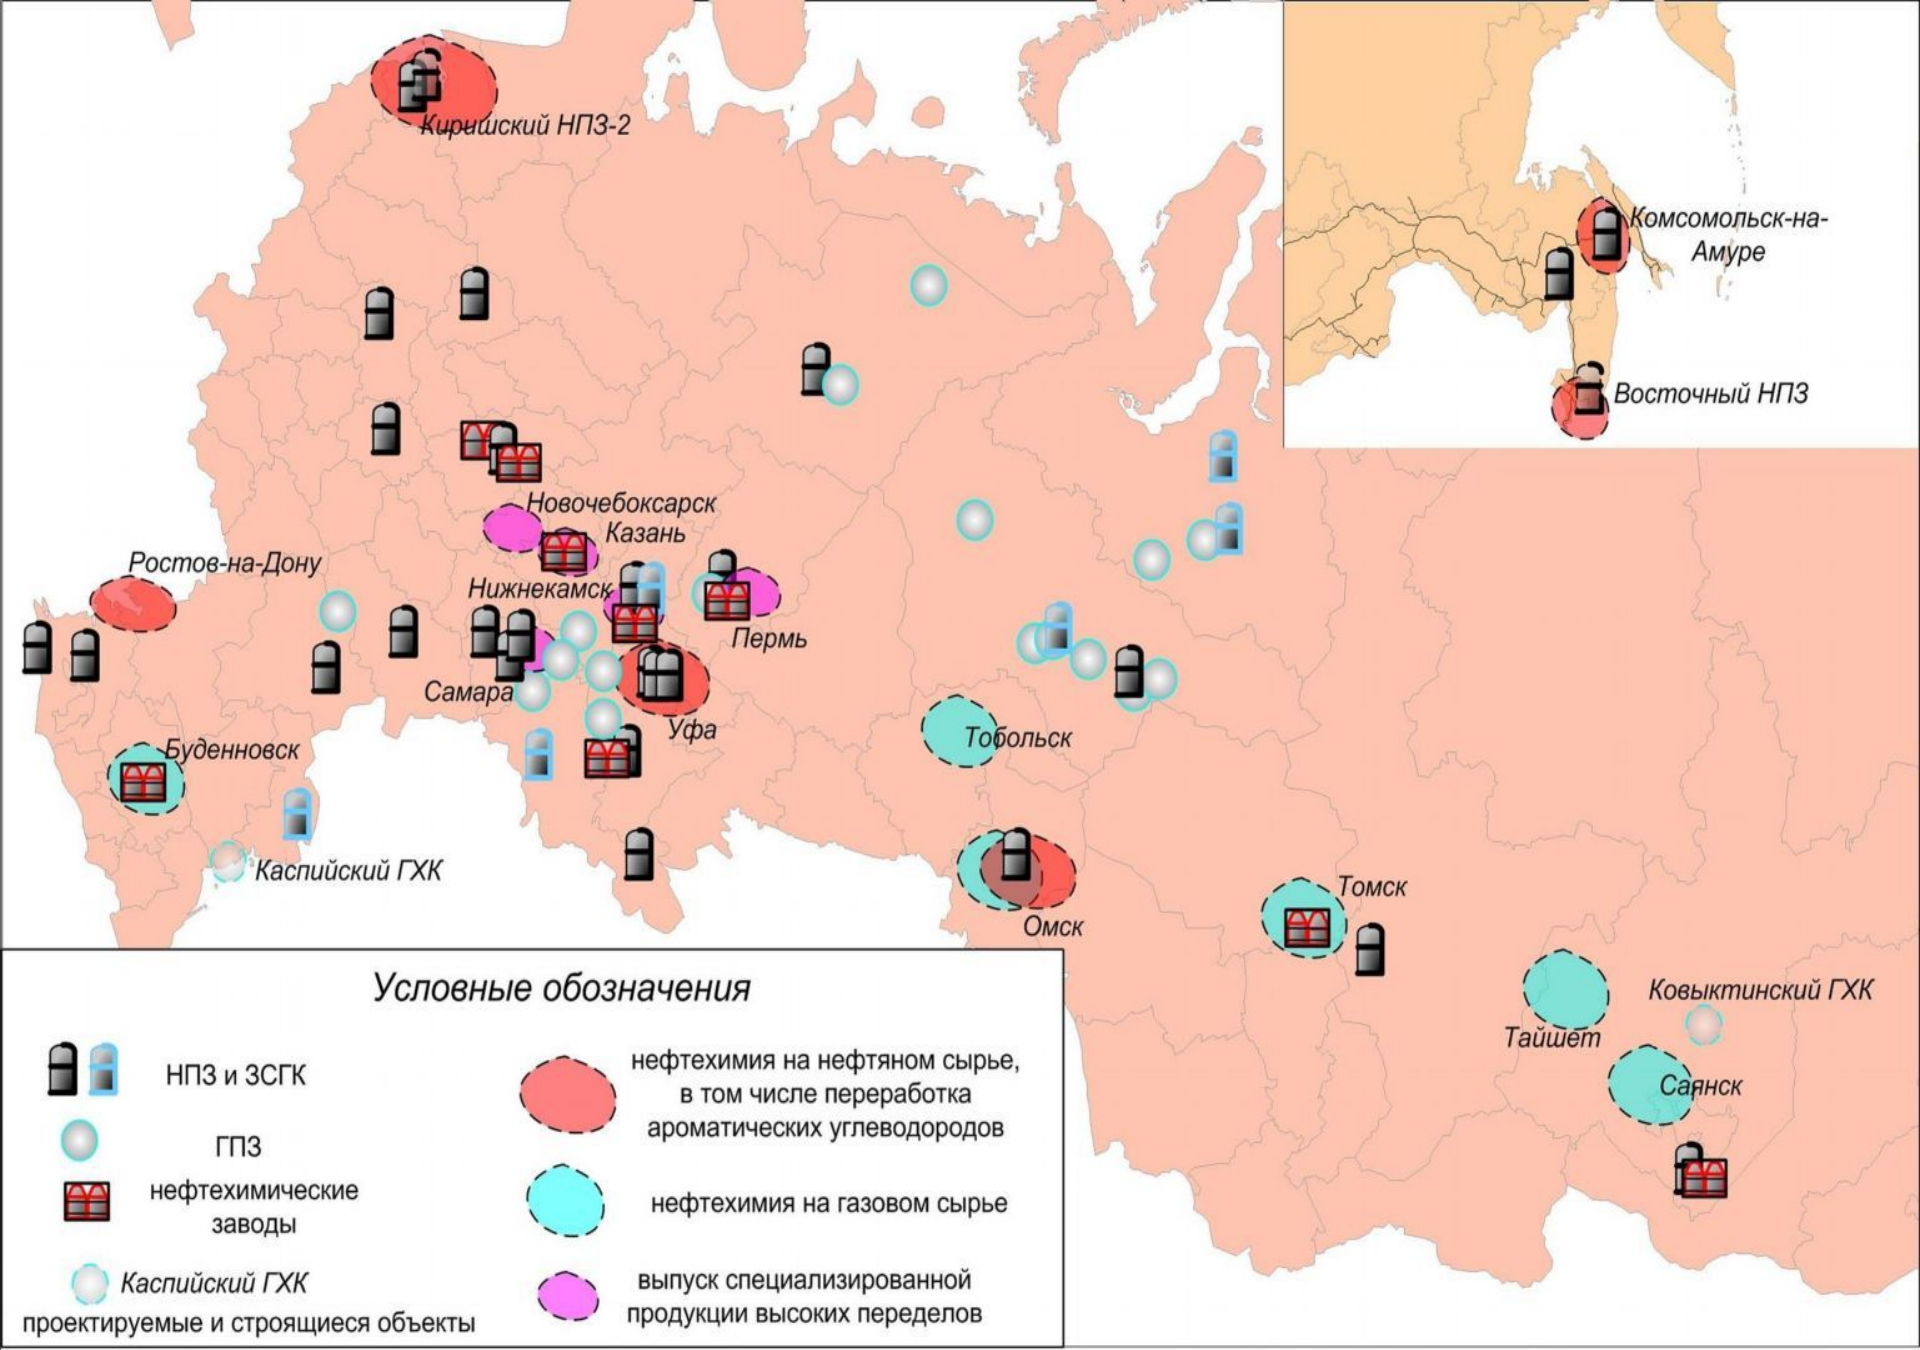 Киришский НПЗ-2
Комсомольск-на-
Амуре
Восточный НПЗ
Новочебоксарск
Казань
Ростов-на-Дону
Нижнекамск
Пермь
Самара
Уфа
Буденновск
Тобольск
Каспийский ГХК
Омск
Томск
Ковыктинский ГХК
Тайшет
Саянск
Условные обозначения
НПЗ и ЗСГК
ГПЗ
нефтехимические
заводы
Каспийский ГХК
проектируемые и строящиеся объекты
нефтехимия на нефтяном сырье,
в том числе переработка
ароматических углеводородов
нефтехимия на газовом сырье
выпуск специализированной
продукции высоких переделов